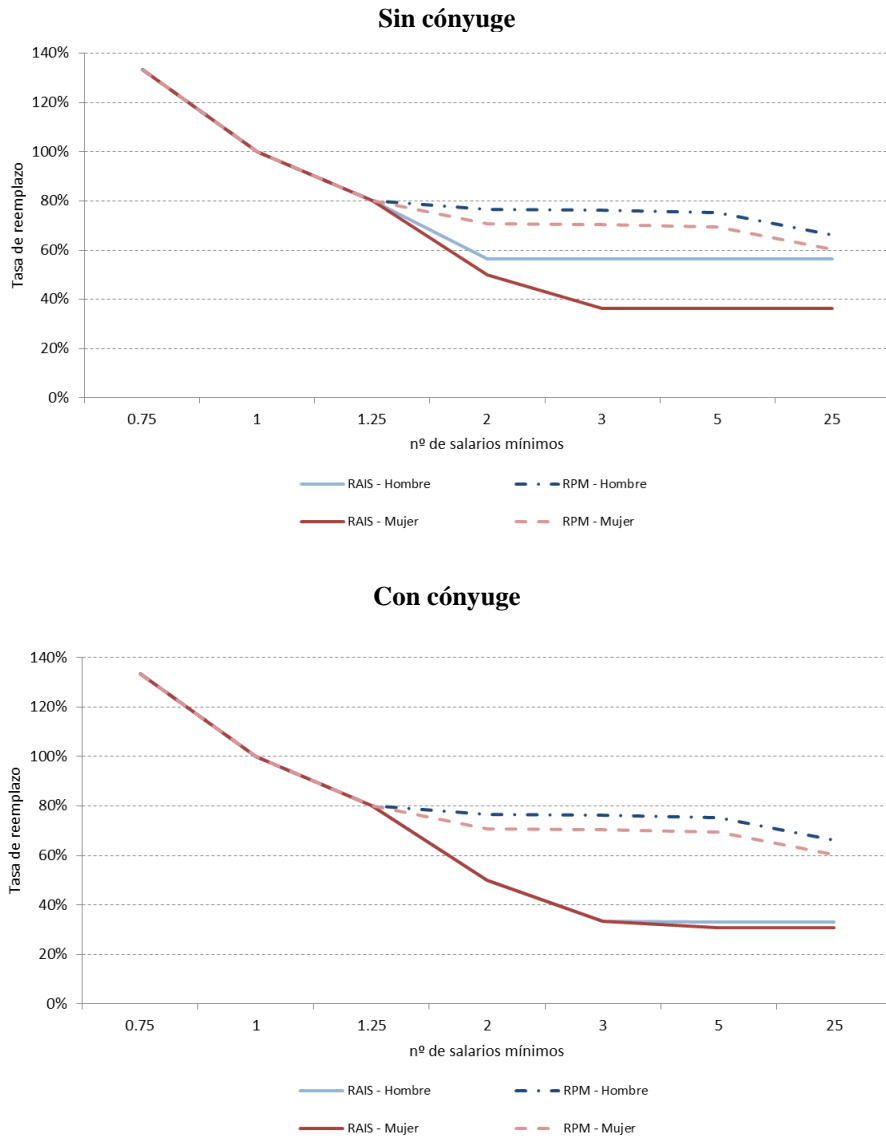 Sin cónyuge
140%
120%
100%
80%
60%
40%
20%
0%
Tasa de reemplazo
0.75 1 1.25 2 3 5 25
nº de salarios mínimos
RAIS - Hombre RPM - Hombre
RAIS - Mujer RPM - Mujer
Con cónyuge
140%
120%
100%
80%
60%
40%
20%
0%
Tasa de reemplazo
0.75 1 1.25 2 3 5 25
nº de salarios mínimos
RAIS - Hombre RPM - Hombre
RAIS - Mujer RPM - Mujer